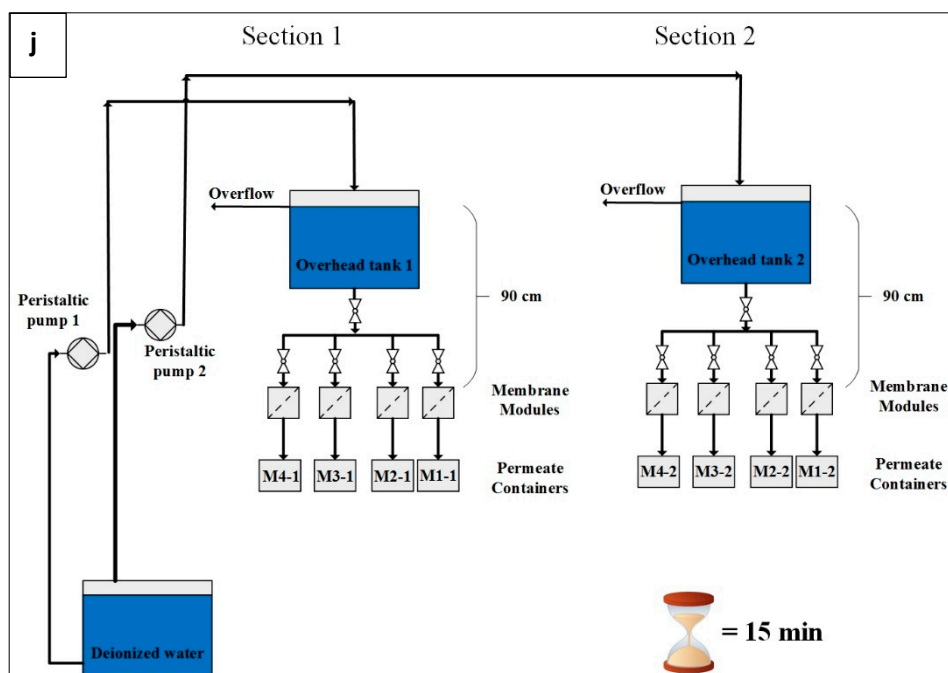 j
Section 1
Section 2
Overflow
Overflow
Overhead tank 1
Overhead tank 2
90 cm
90 cm
Peristaltic
pump 1
Peristaltic
pump 2
Membrane
Modules
Membrane
Modules
M4-1
M3-1
M2-1
M1-1
Permeate
Containers
M4-2
M3-2
M2-2
M1-2
Permeate
Containers
Deionized water
= 15 min